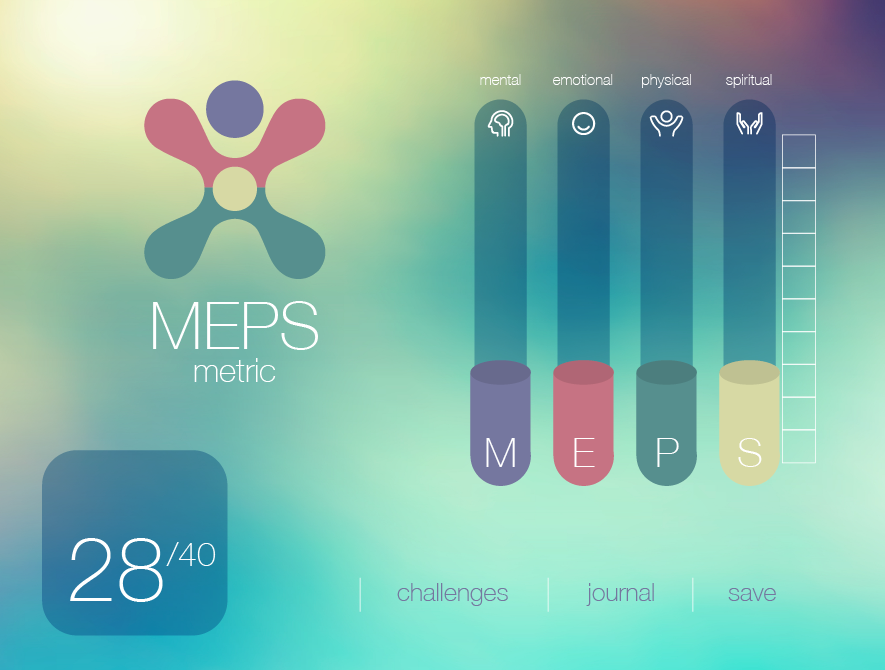 MEPS
metric
28/40
mental
emotional
physical
spiritual
M
E
P
S
challenges
journal
save